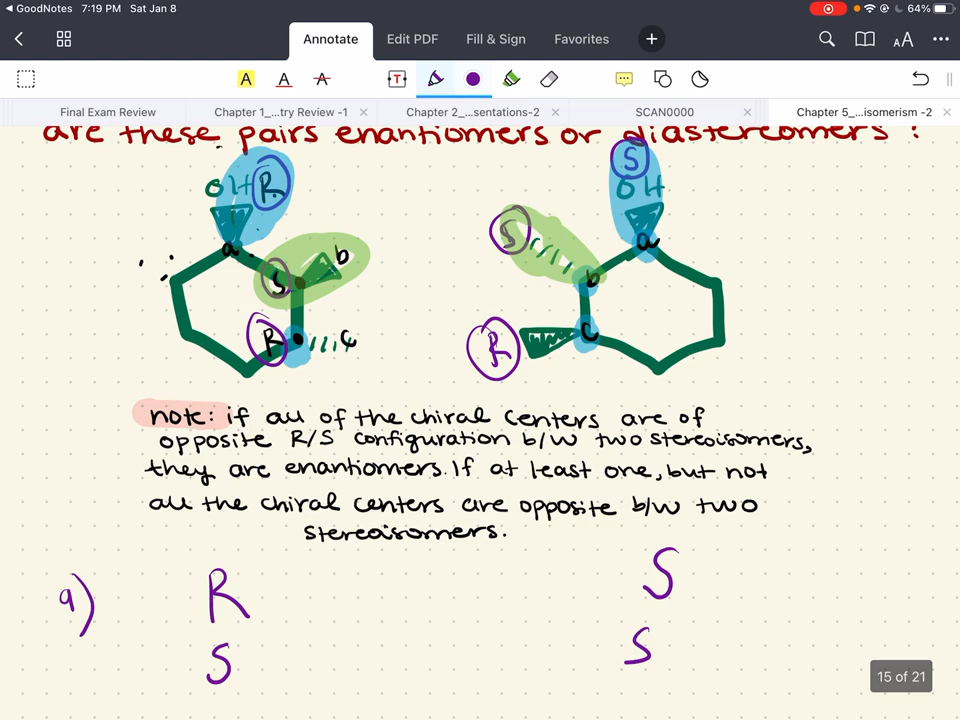 GoodNotes 7:19 PM Sat Jan 8 64%
Annotate Edit PDF Fill & Sign Favorites
A A A T
Final Exam Review Chapter 1_...try Review -1 Chapter 2_...sentations-2 SCAN0000 Chapter 5_...isomerism -2
are these pairs enantiomers or diastereomers?
OH R S OH
a b S a
S b
R c R c
note: if all of the chiral centers are of
opposite R/S configuration b/w two stereoisomers,
they are enantiomers. If at least one, but not
all the chiral centers are opposite b/w two
stereoisomers.
a) R S
S S
15 of 21